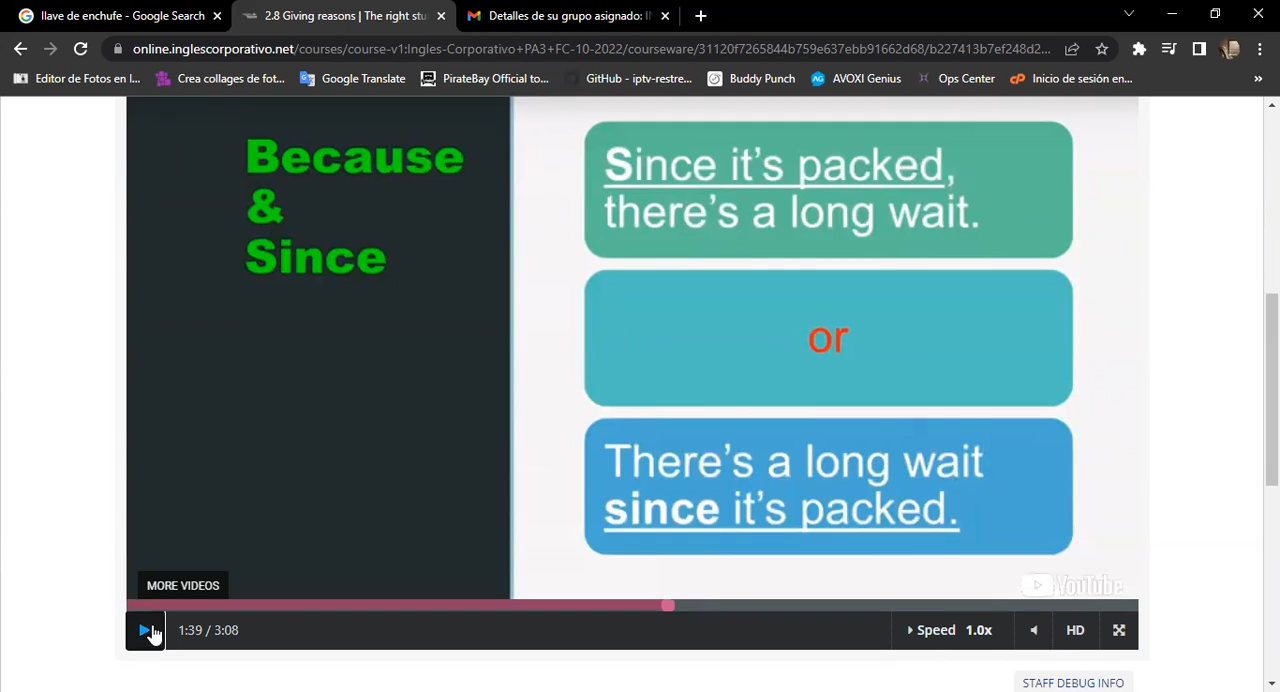 llave de enchufe - Google Search
2.8 Giving reasons | The right stu
Detalles de su grupo asignado: IN
online.inglescorporativo.net/courses/course-v1:Ingles-Corporativo+PA3+FC-10-2022/courseware/31120f7265844b759e637ebb91662d68/b227413b7ef248d2...
Editor de Fotos en l...
Crea collages de fot...
Google Translate
PirateBay Official to...
GitHub - iptv-restre...
Buddy Punch
AVOXI Genius
Ops Center
Inicio de sesión en...
»
Because
&
Since
Since it's packed,
there's a long wait.
or
There's a long wait
since it's packed.
MORE VIDEOS
YouTube
1:39 / 3:08
Speed 1.0x
HD
STAFF DEBUG INFO